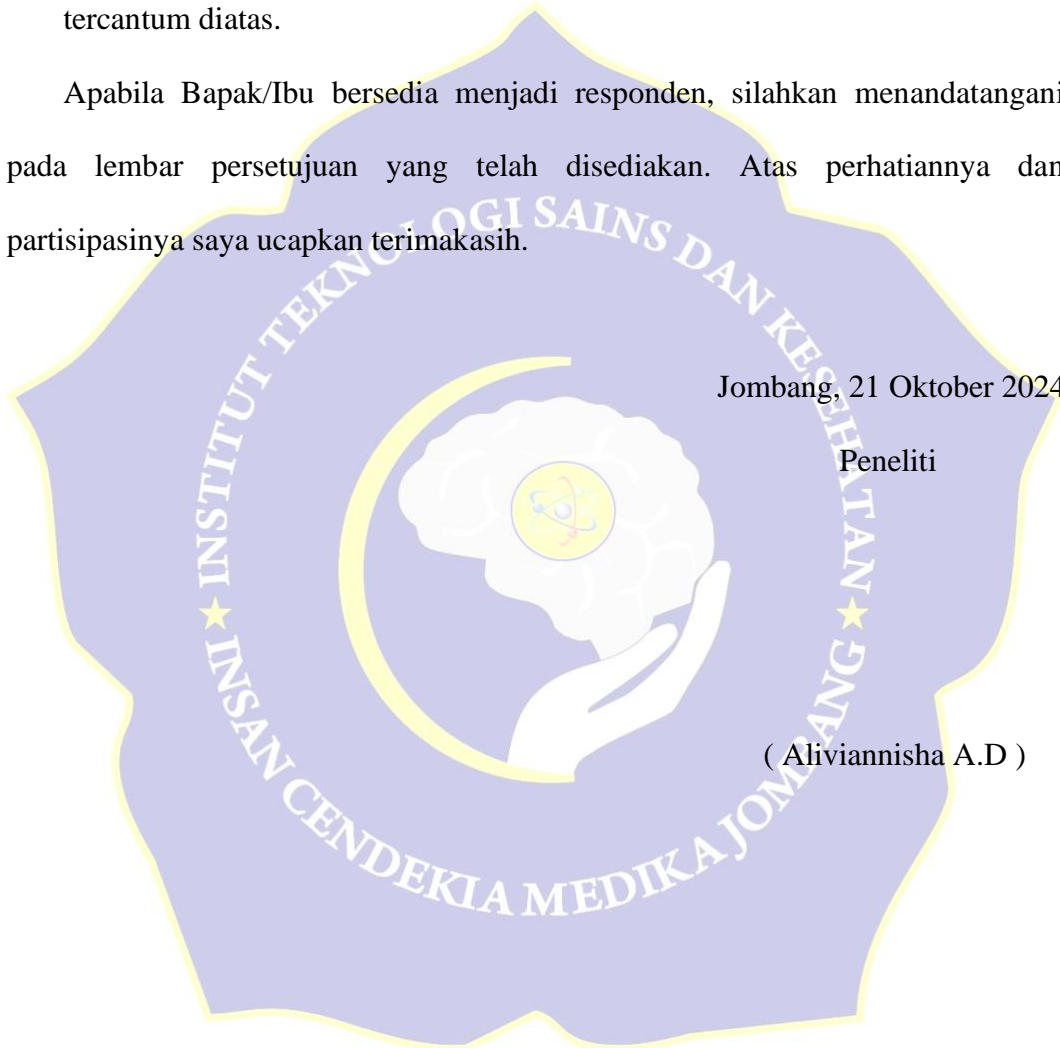 tercantum diatas.
Apabila Bapak/Ibu bersedia menjadi responden, silahkan menandatangani
pada lembar persetujuan yang telah disediakan. Atas perhatiannya dan
partisipasinya saya ucapkan terimakasih.
Jombang, 21 Oktober 2024
Peneliti
( Aliviannisha A.D )
INSTITUT TEKNOLOGI SAINS DAN KESEHATAN
INSAN CENDEKIA MEDIKA JOMBANG